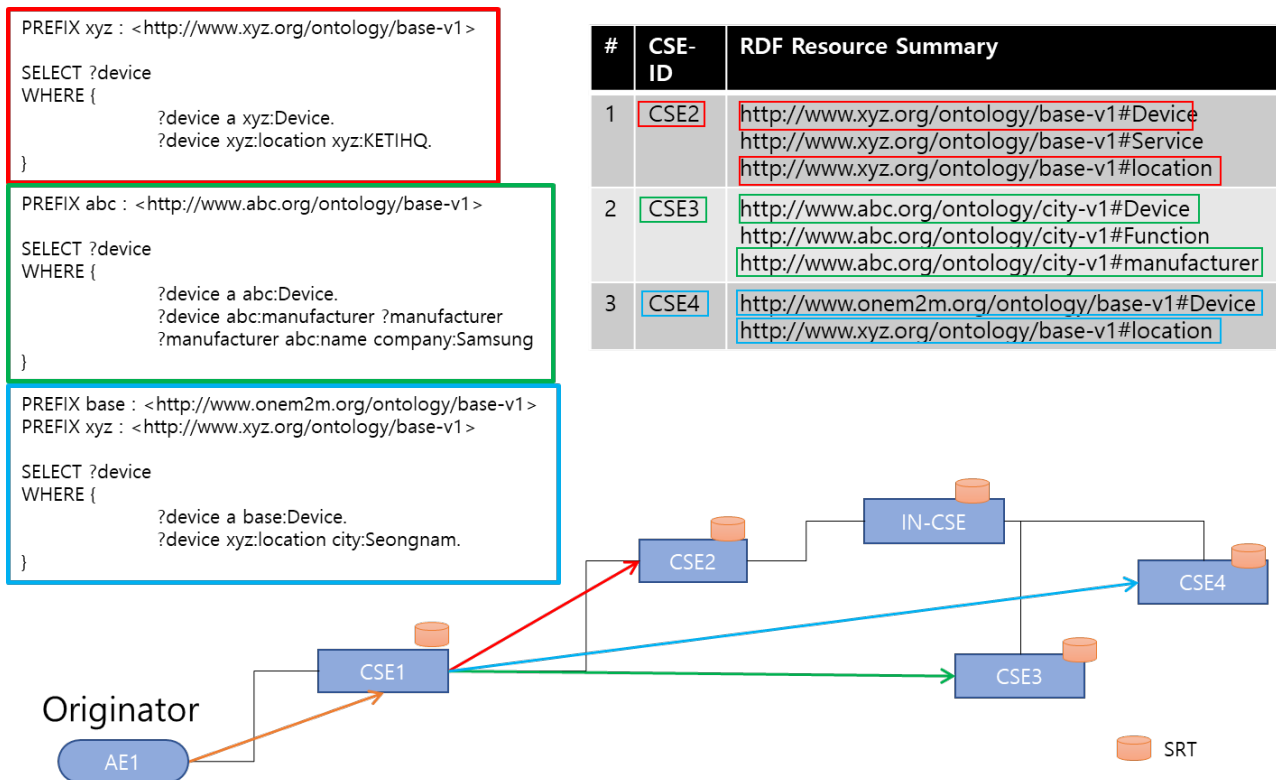 PREFIX xyz : <http://www.xyz.org/ontology/base-v1>
SELECT ?device
WHERE {
?device a xyz:Device.
?device xyz:location xyz:KETIHQ.
}
PREFIX abc : <http://www.abc.org/ontology/base-v1>
SELECT ?device
WHERE {
?device a abc:Device.
?device abc:manufacturer ?manufacturer
?manufacturer abc:name company:Samsung
}
PREFIX base : <http://www.onem2m.org/ontology/base-v1>
PREFIX xyz : <http://www.xyz.org/ontology/base-v1>
SELECT ?device
WHERE {
?device a base:Device.
?device xyz:location city:Seongnam.
}
# CSE-ID RDF Resource Summary
1 CSE2 http://www.xyz.org/ontology/base-v1#Device
http://www.xyz.org/ontology/base-v1#Service
http://www.xyz.org/ontology/base-v1#location
2 CSE3 http://www.abc.org/ontology/city-v1#Device
http://www.abc.org/ontology/city-v1#Function
http://www.abc.org/ontology/city-v1#manufacturer
3 CSE4 http://www.onem2m.org/ontology/base-v1#Device
http://www.xyz.org/ontology/base-v1#location
IN-CSE
CSE2
CSE4
CSE1
CSE3
Originator
AE1
SRT